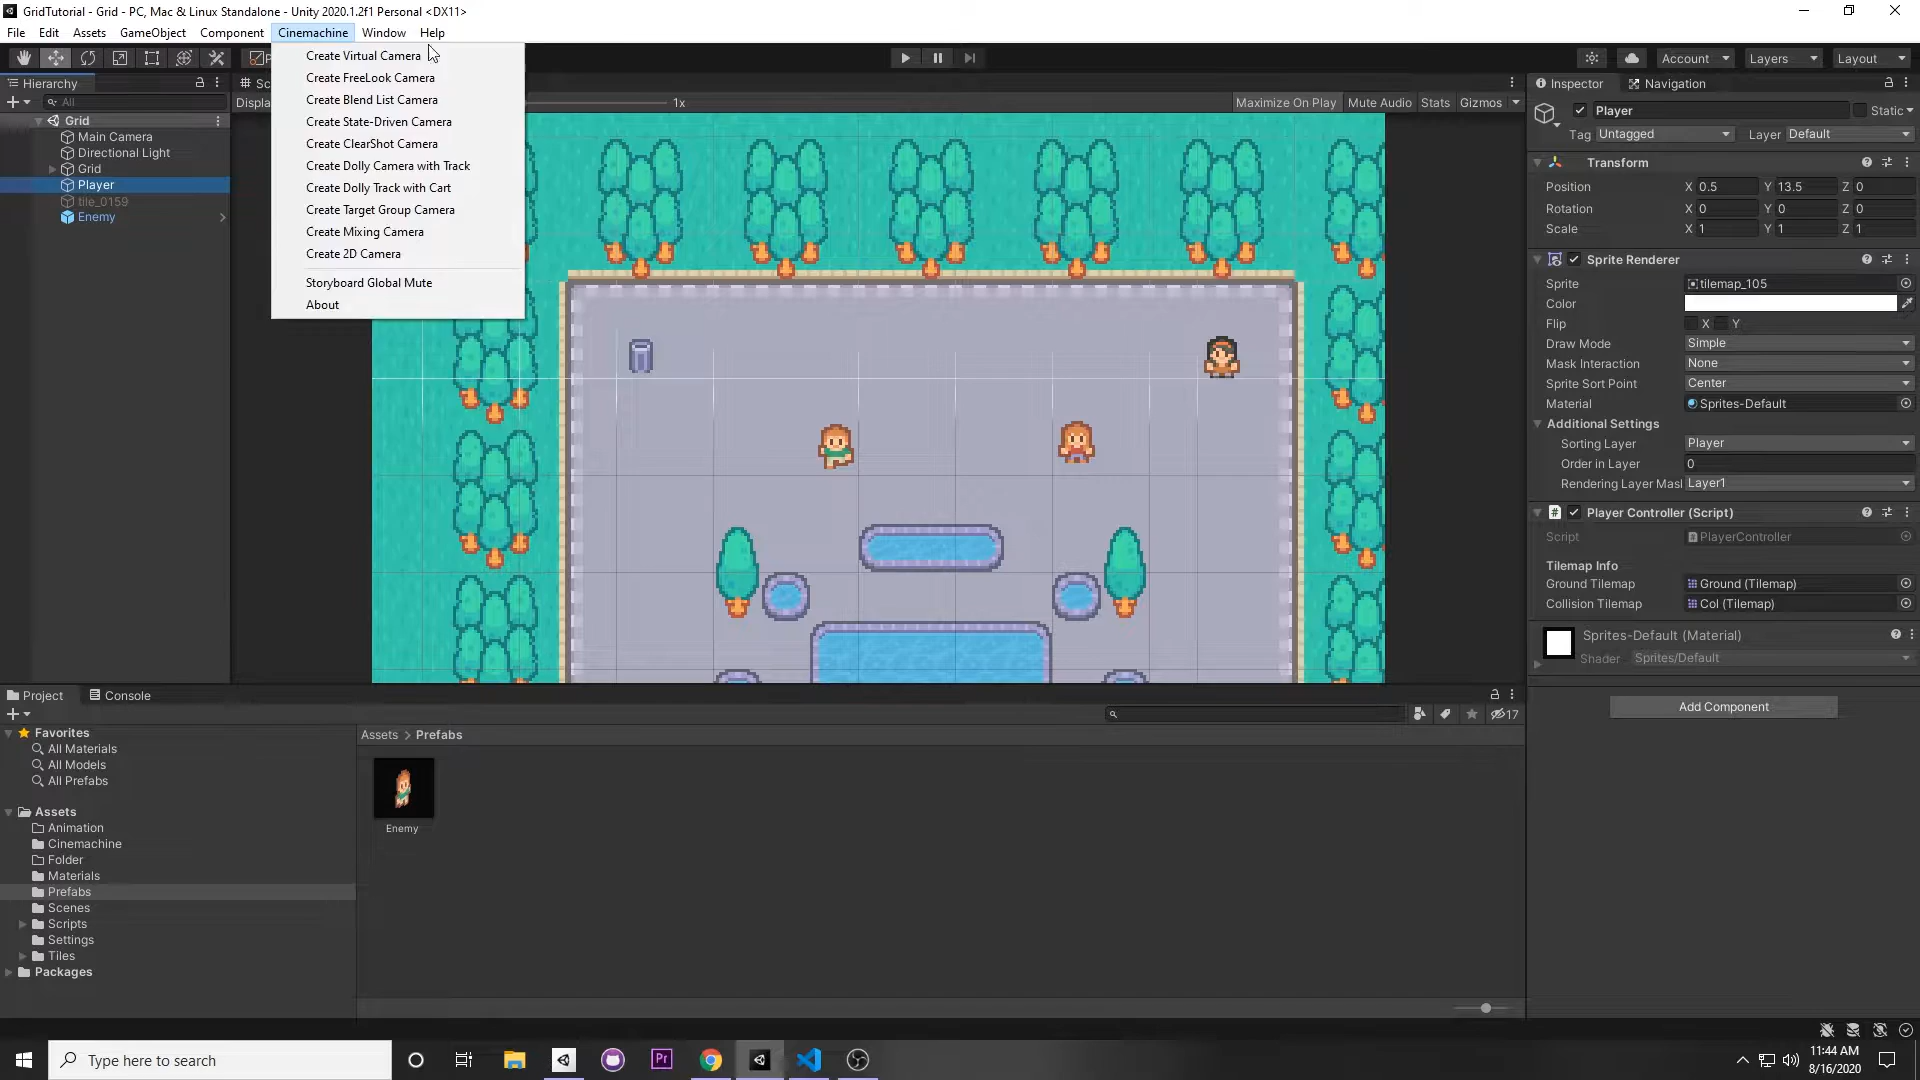 GridTutorial - Grid - PC, Mac & Linux Standalone - Unity 2020.1.2f1 Personal <DX11>
File Edit Assets GameObject Component Cinemachine Window Help
Create Virtual Camera
Create FreeLook Camera
Create Blend List Camera
Create State-Driven Camera
Create ClearShot Camera
Create Dolly Camera with Track
Create Dolly Track with Cart
Create Target Group Camera
Create Mixing Camera
Create 2D Camera
Storyboard Global Mute
About
Account Layers Layout
Hierarchy
All
Grid
Main Camera
Directional Light
Grid
Player
tile_0159
Enemy
Sc
Displa 1x Maximize On Play Mute Audio Stats Gizmos
Inspector Navigation
Player Static
Tag Untagged Layer Default
Transform
Position X 0.5 Y 13.5 Z 0
Rotation X 0 Y 0 Z 0
Scale X 1 Y 1 Z 1
Sprite Renderer
Sprite tilemap_105
Color
Flip X Y
Draw Mode Simple
Mask Interaction None
Sprite Sort Point Center
Material Sprites-Default
Additional Settings
Sorting Layer Player
Order in Layer 0
Rendering Layer Masl Layer1
# Player Controller (Script)
Script PlayerController
Tilemap Info
Ground Tilemap Ground (Tilemap)
Collision Tilemap Col (Tilemap)
Sprites-Default (Material)
Shader Sprites/Default
Add Component
Project Console
17
Favorites
All Materials
All Models
All Prefabs
Assets
Animation
Cinemachine
Folder
Materials
Prefabs
Scenes
Scripts
Settings
Tiles
Packages
Assets > Prefabs
Enemy
Type here to search
Pr
11:44 AM
8/16/2020